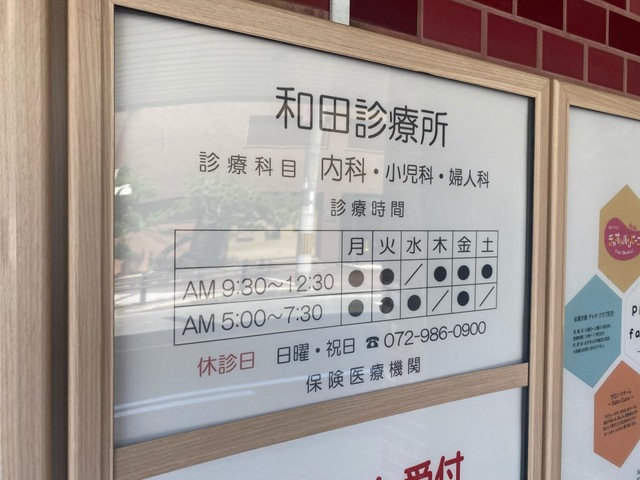 和田診療所
診療科目 内科・小児科・婦人科
診療時間
月 火 水 木 金 土
AM 9:30～12:30 ● ● ／ ● ● ●
AM 5:00～7:30 ● ● ● ／ ● ／
休診日 日曜・祝日 ☎ 072-986-0900
保険医療機関
受付